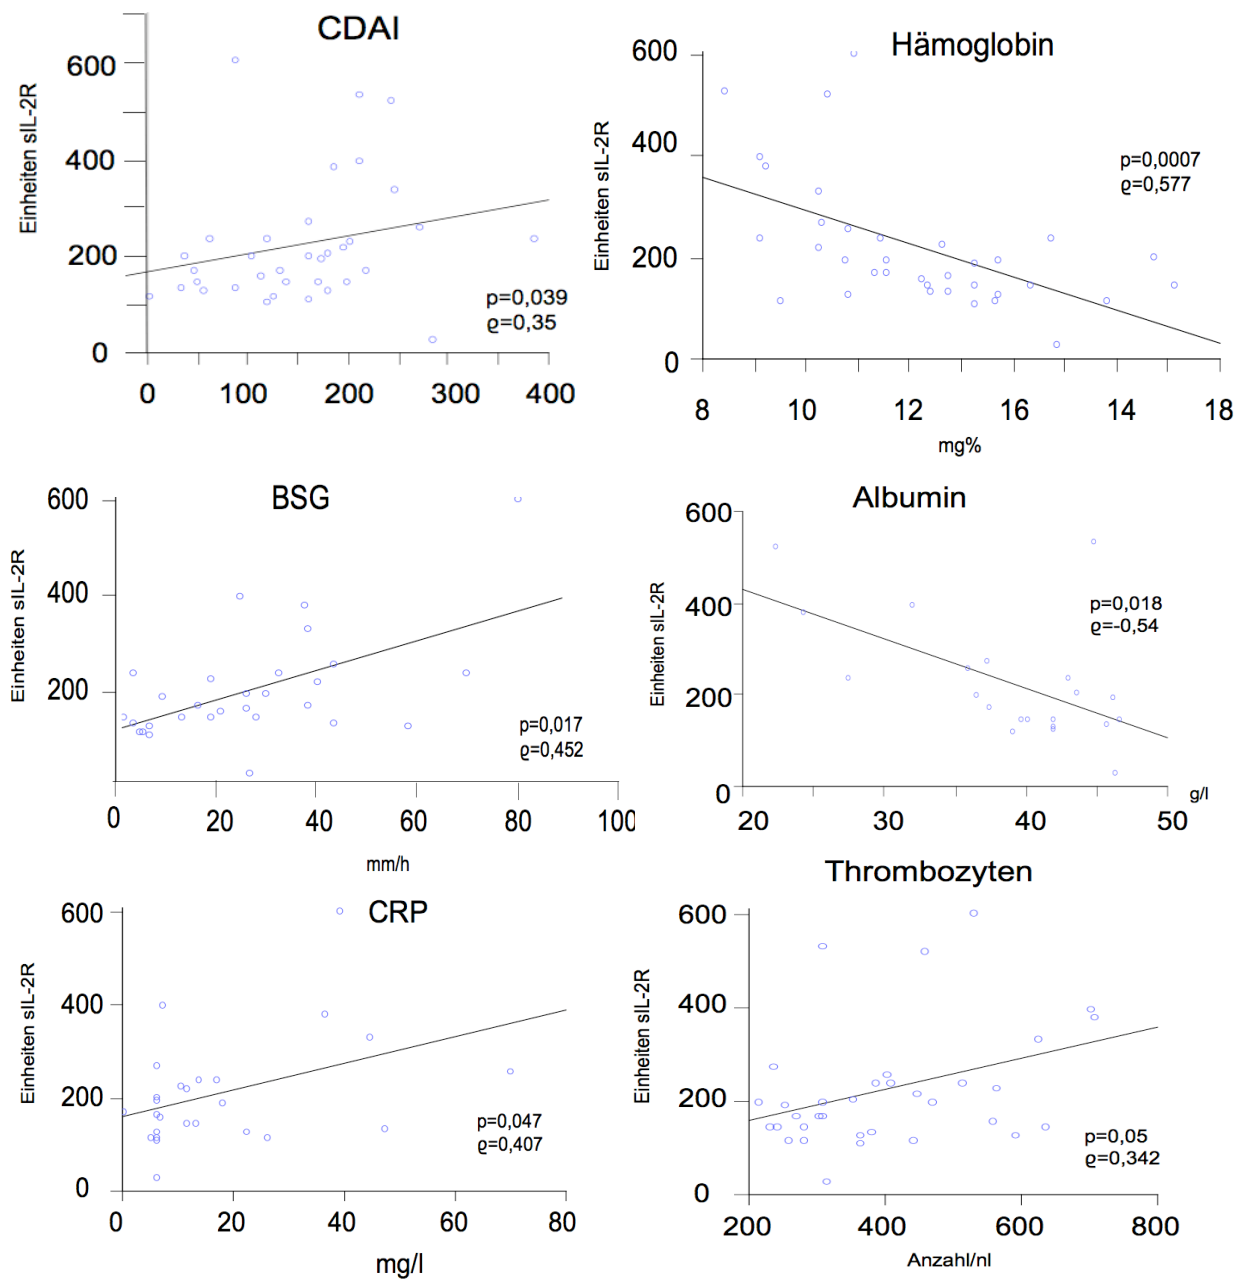 CDAI
Einheiten sIL-2R
600
400
200
0
0 100 200 300 400
p=0,039
ϱ=0,35
Hämoglobin
Einheiten sIL-2R
600
400
200
0
8 10 12 16 14 18
mg%
p=0,0007
ϱ=0,577
BSG
Einheiten sIL-2R
600
400
200
0 20 40 60 80 100
mm/h
p=0,017
ϱ=0,452
Albumin
Einheiten sIL-2R
600
400
200
0
20 30 40 50
g/l
p=0,018
ϱ=-0,54
CRP
Einheiten sIL-2R
600
400
200
0
0 20 40 60 80
mg/l
p=0,047
ϱ=0,407
Thrombozyten
Einheiten sIL-2R
600
400
200
0
200 400 600 800
Anzahl/nl
p=0,05
ϱ=0,342